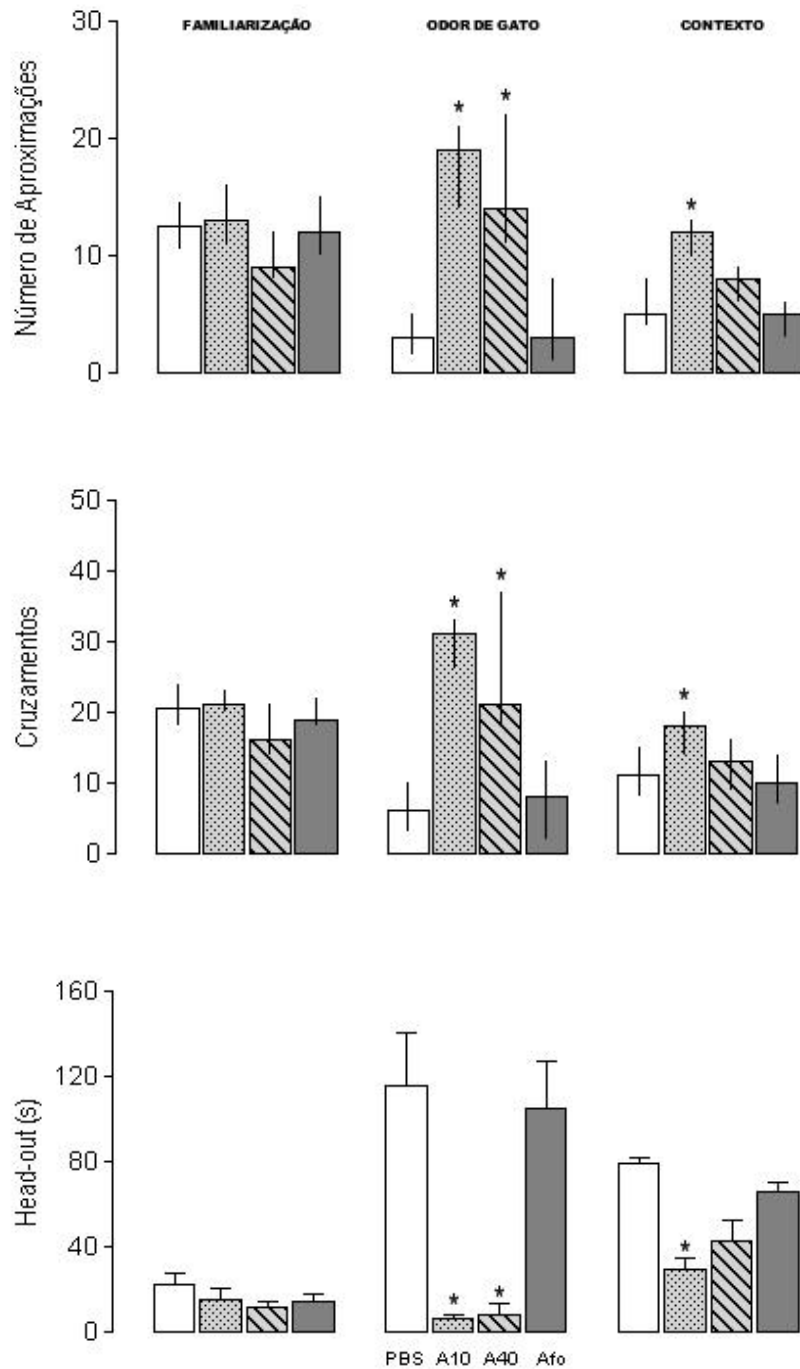 FAMILIARIZAÇÃO ODOR DE GATO CONTEXTO
Número de Aproximações
30
20
10
0
* * *
Cruzamentos
50
40
30
20
10
0
* * *
Head-out (s)
160
120
80
40
0
* * *
PBS A10 A40 Afo